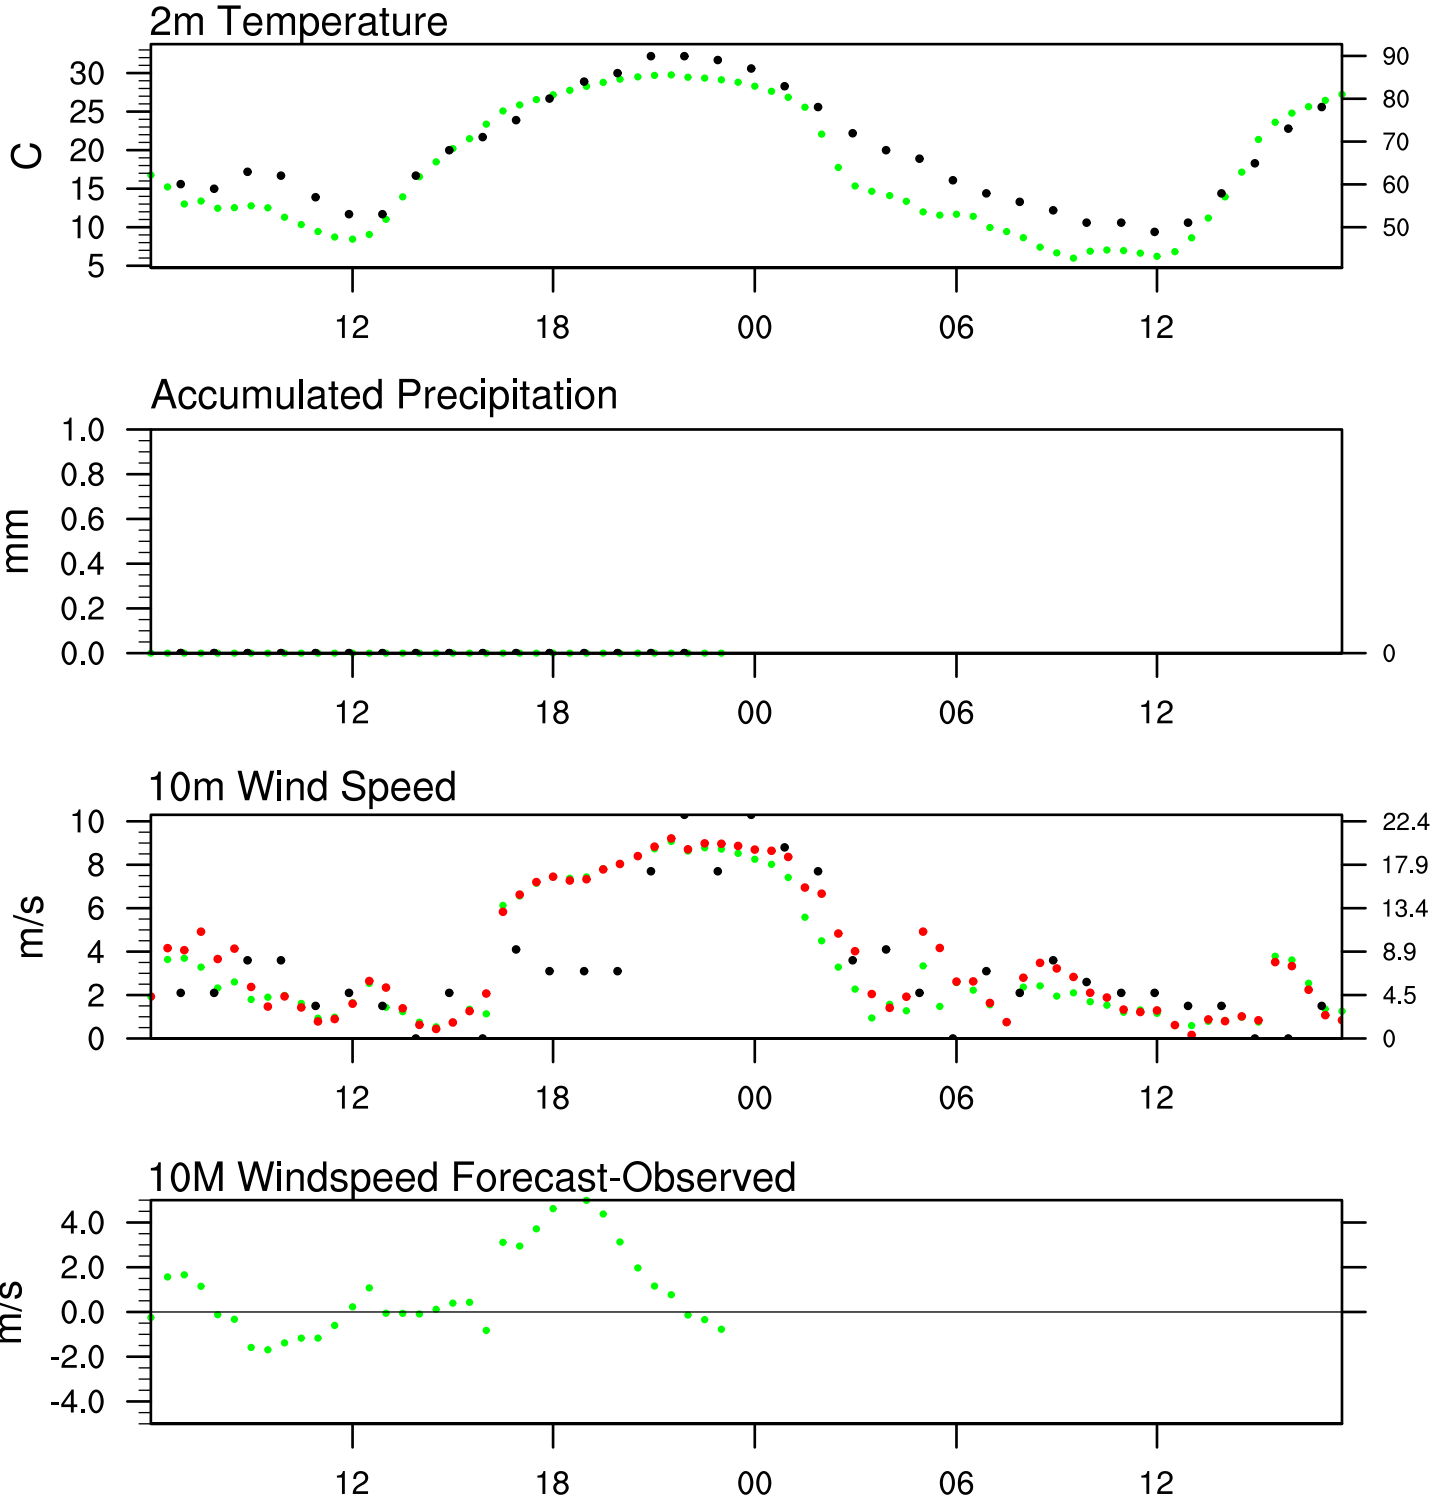 2m Temperature
30 90
25 80
20 70
15 60
10 50
5
C
12 18 00 06 12
Accumulated Precipitation
1.0
0.8
0.6
0.4
0.2
0.0 0
mm
12 18 00 06 12
10m Wind Speed
10 22.4
8 17.9
6 13.4
4 8.9
2 4.5
0 0
m/s
12 18 00 06 12
10M Windspeed Forecast-Observed
4.0
2.0
0.0
-2.0
-4.0
m/s
12 18 00 06 12